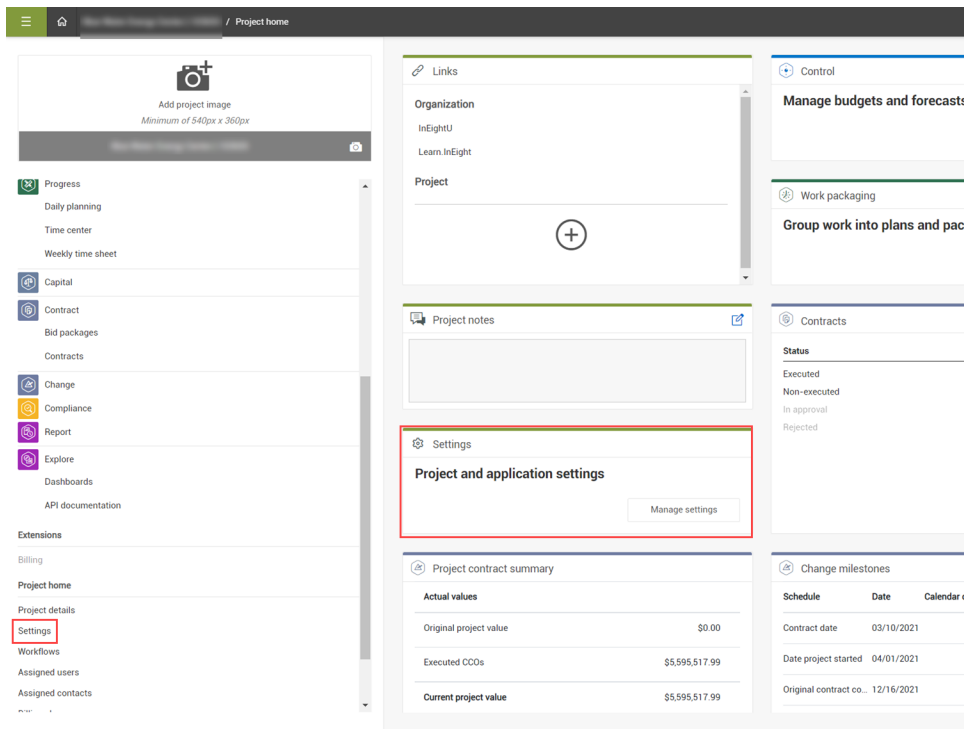 / Project home
Add project image
Minimum of 540px x 360px
Progress
Daily planning
Time center
Weekly time sheet
Capital
Contract
Bid packages
Contracts
Change
Compliance
Report
Explore
Dashboards
API documentation
Extensions
Billing
Project home
Project details
Settings
Workflows
Assigned users
Assigned contacts
Links
Organization
InEightU
Learn.InEight
Project
Project notes
Settings
Project and application settings
Manage settings
Project contract summary
Actual values
Original project value $0.00
Executed CCOs $5,595,517.99
Current project value $5,595,517.99
Control
Manage budgets and forecasts
Work packaging
Group work into plans and pac
Contracts
Status
Executed
Non-executed
In approval
Rejected
Change milestones
Schedule Date Calendar
Contract date 03/10/2021
Date project started 04/01/2021
Original contract co... 12/16/2021